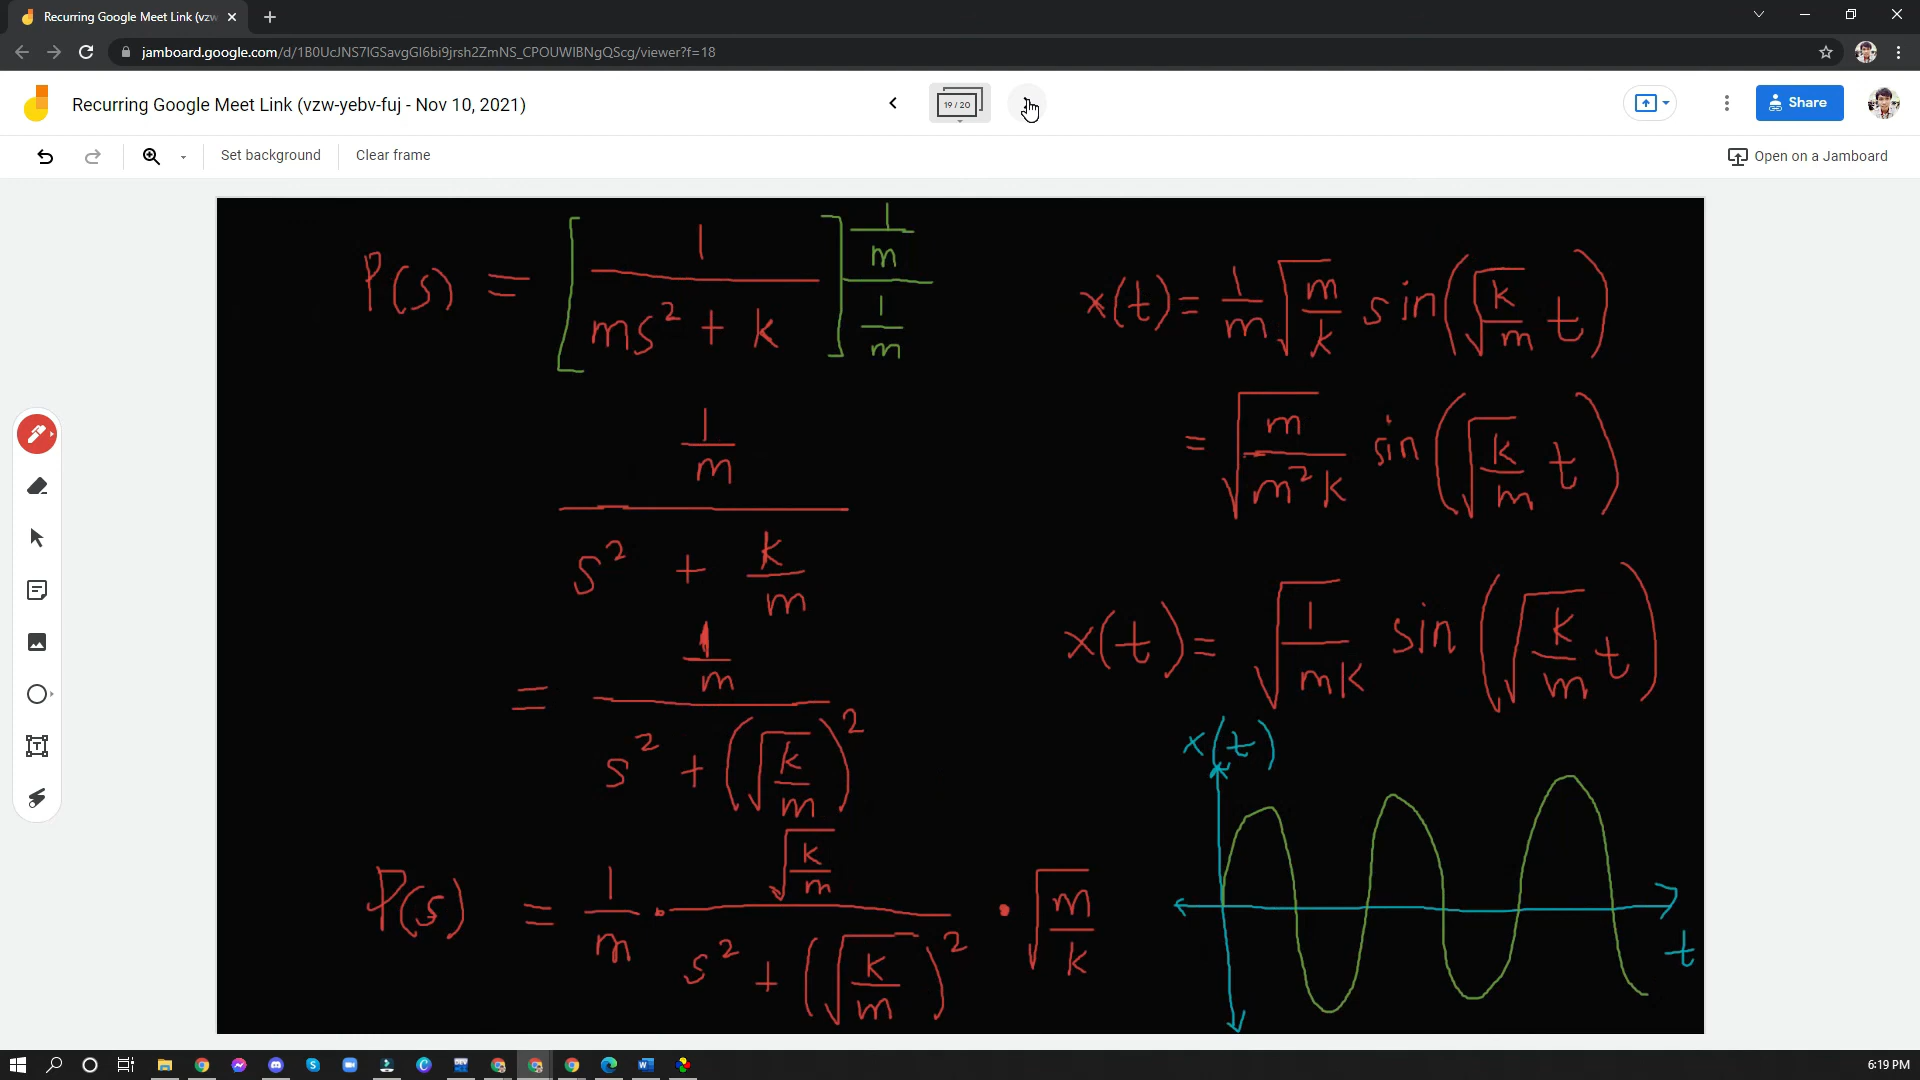 Recurring Google Meet Link (vzw
jamboard.google.com/d/1B0UcJNS7lGSavgGl6bi9jrsh2ZmNS_CPOUWlBNgQScg/viewer?f=18
Recurring Google Meet Link (vzw-yebv-fuj - Nov 10, 2021)
19 / 20
Share
Set background
Clear frame
Open on a Jamboard
P(s) = [1/(ms² + k)] (1/m)/(1/m)
(1/m)/(s² + k/m)
= (1/m)/(s² + (√(k/m))²)
P(s) = 1/m · √(k/m)/(s² + (√(k/m))²) · √(m/k)
x(t) = 1/m √(m/k) sin(√(k/m) t)
= √(m/(m²k)) sin(√(k/m) t)
x(t) = √(1/(mk)) sin(√(k/m) t)
x(t)
t
6:19 PM